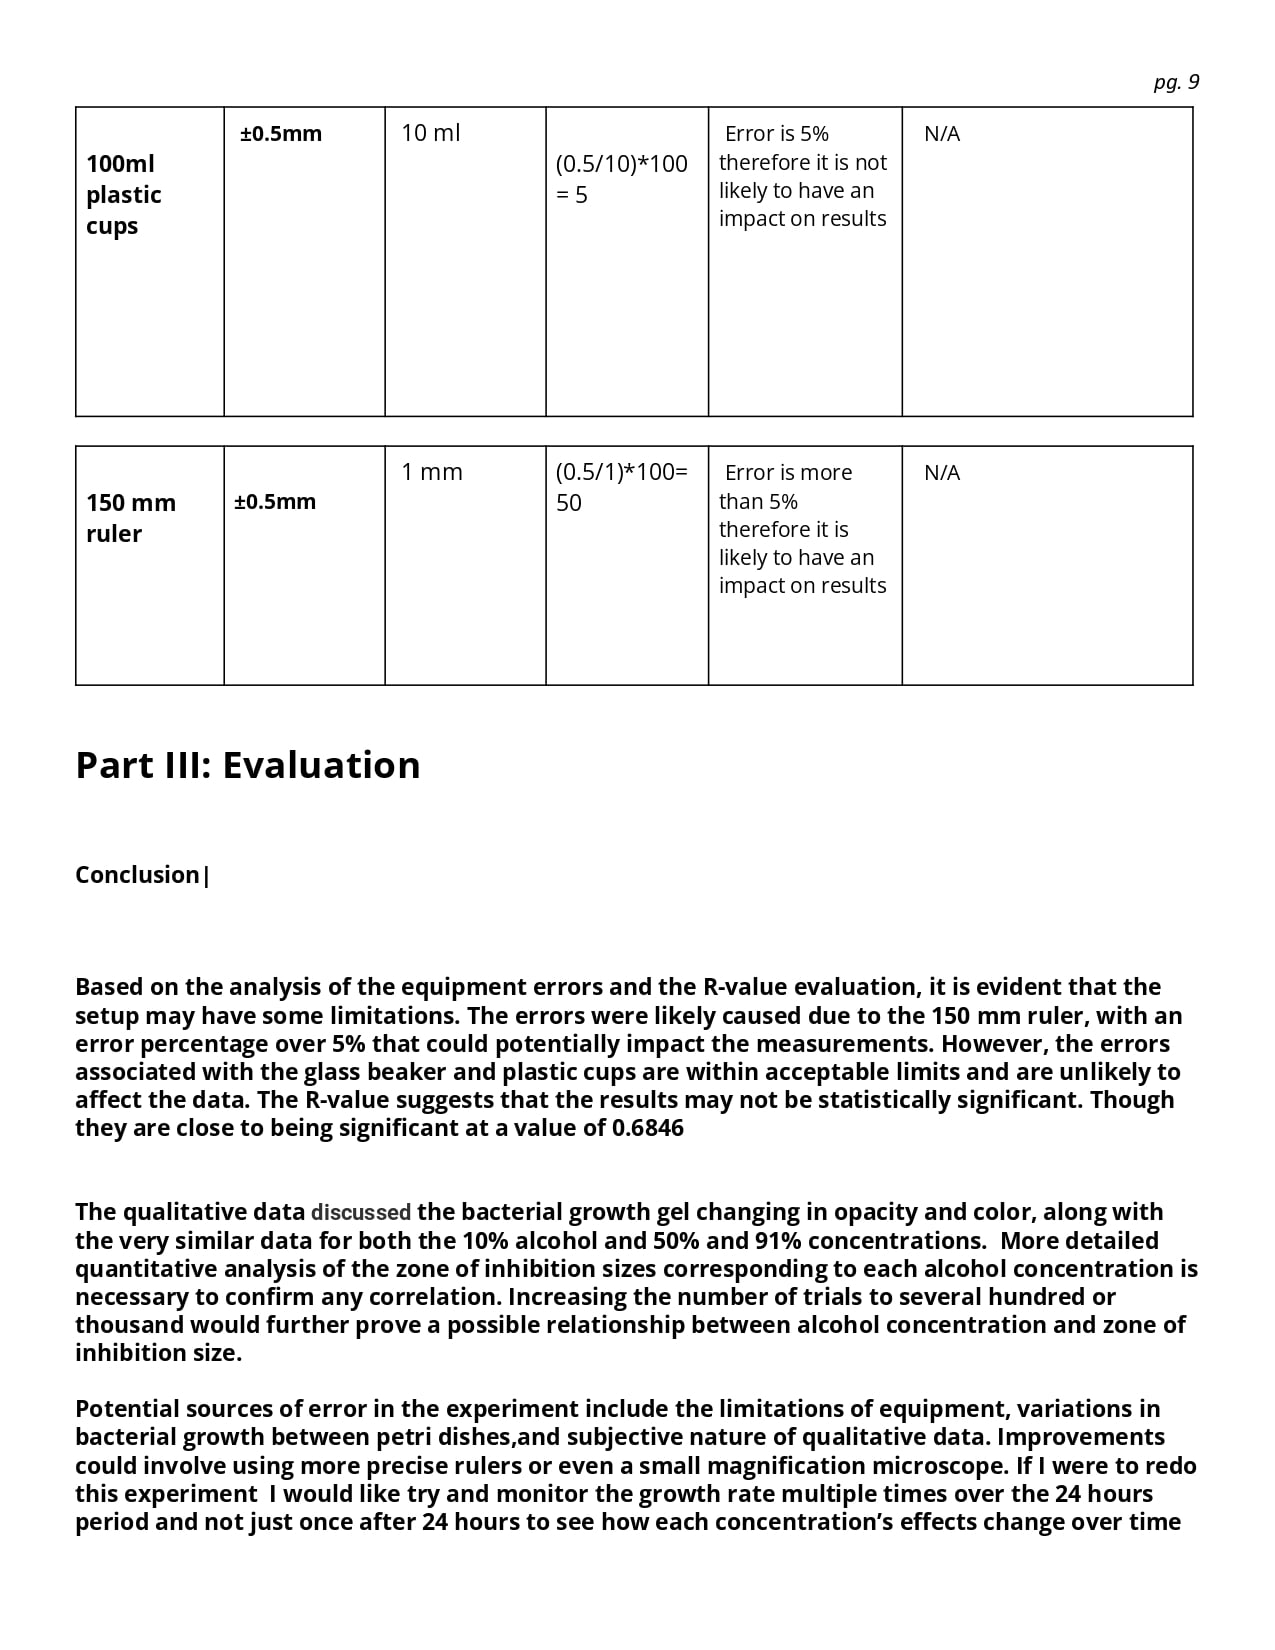 pg. 9
100ml
plastic
cups
±0.5mm
10 ml
(0.5/10)*100
= 5
Error is 5%
therefore it is not
likely to have an
impact on results
N/A
150 mm
ruler
±0.5mm
1 mm
(0.5/1)*100=
50
Error is more
than 5%
therefore it is
likely to have an
impact on results
N/A
Part III: Evaluation
Conclusion|
Based on the analysis of the equipment errors and the R-value evaluation, it is evident that the
setup may have some limitations. The errors were likely caused due to the 150 mm ruler, with an
error percentage over 5% that could potentially impact the measurements. However, the errors
associated with the glass beaker and plastic cups are within acceptable limits and are unlikely to
affect the data. The R-value suggests that the results may not be statistically significant. Though
they are close to being significant at a value of 0.6846
The qualitative data discussed the bacterial growth gel changing in opacity and color, along with
the very similar data for both the 10% alcohol and 50% and 91% concentrations.  More detailed
quantitative analysis of the zone of inhibition sizes corresponding to each alcohol concentration is
necessary to confirm any correlation. Increasing the number of trials to several hundred or
thousand would further prove a possible relationship between alcohol concentration and zone of
inhibition size.
Potential sources of error in the experiment include the limitations of equipment, variations in
bacterial growth between petri dishes,and subjective nature of qualitative data. Improvements
could involve using more precise rulers or even a small magnification microscope. If I were to redo
this experiment  I would like try and monitor the growth rate multiple times over the 24 hours
period and not just once after 24 hours to see how each concentration’s effects change over time